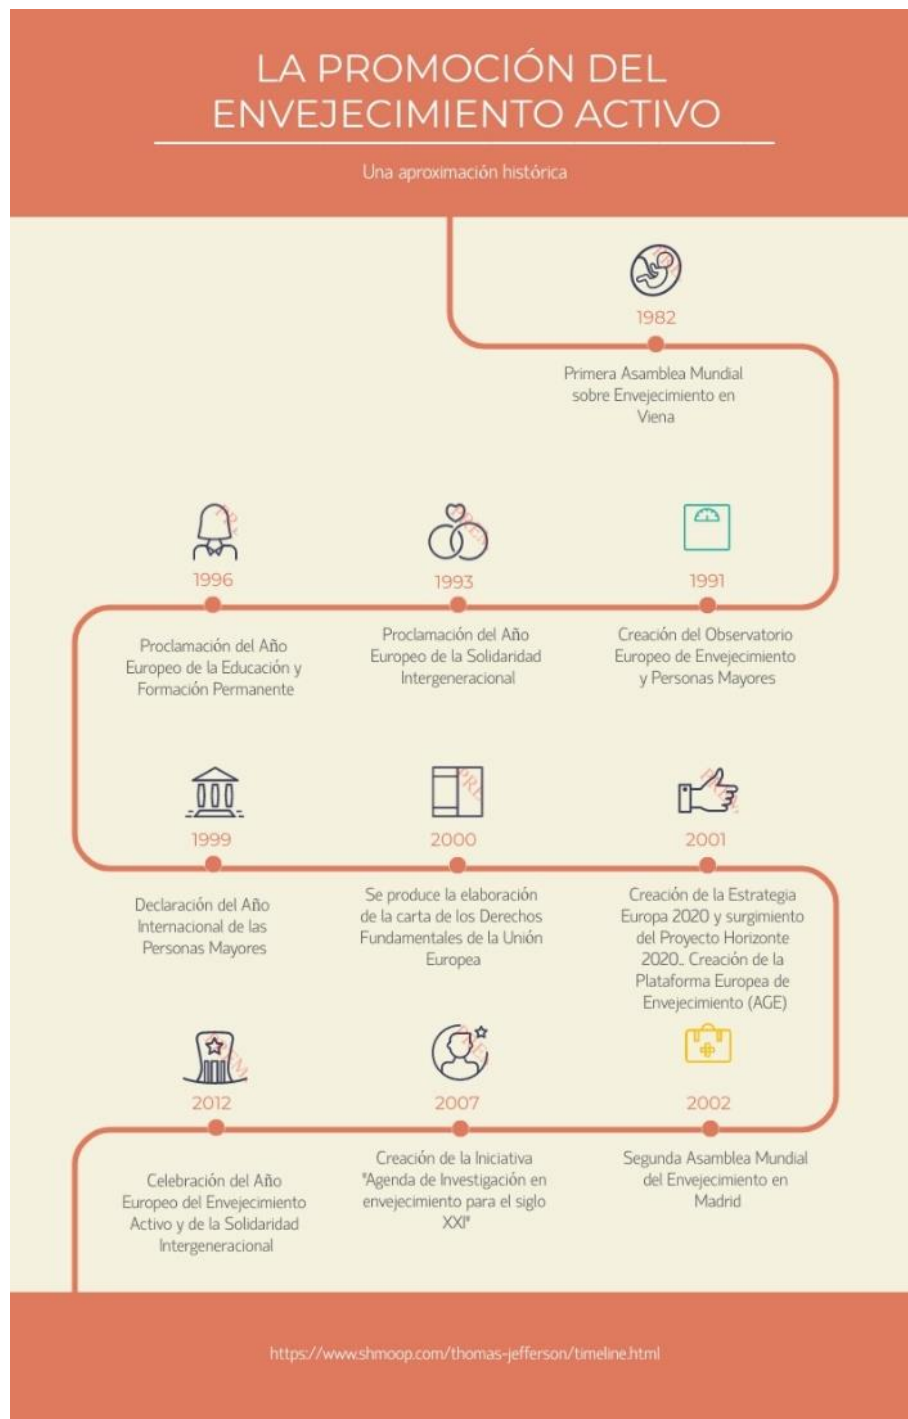 LA PROMOCIÓN DEL
ENVEJECIMIENTO ACTIVO
Una aproximación histórica
1982
Primera Asamblea Mundial
sobre Envejecimiento en
Viena
1991
Creación del Observatorio
Europeo de Envejecimiento
y Personas Mayores
1993
Proclamación del Año
Europeo de la Solidaridad
Intergeneracional
1996
Proclamación del Año
Europeo de la Educación y
Formación Permanente
1999
Declaración del Año
Internacional de las
Personas Mayores
2000
Se produce la elaboración
de la carta de los Derechos
Fundamentales de la Unión
Europea
2001
Creación de la Estrategia
Europa 2020 y surgimiento
del Proyecto Horizonte
2020.. Creación de la
Plataforma Europea de
Envejecimiento (AGE)
2002
Segunda Asamblea Mundial
del Envejecimiento en
Madrid
2007
Creación de la Iniciativa
"Agenda de Investigación en
envejecimiento para el siglo
XXI"
2012
Celebración del Año
Europeo del Envejecimiento
Activo y de la Solidaridad
Intergeneracional
https://www.shmoop.com/thomas-jefferson/timeline.html